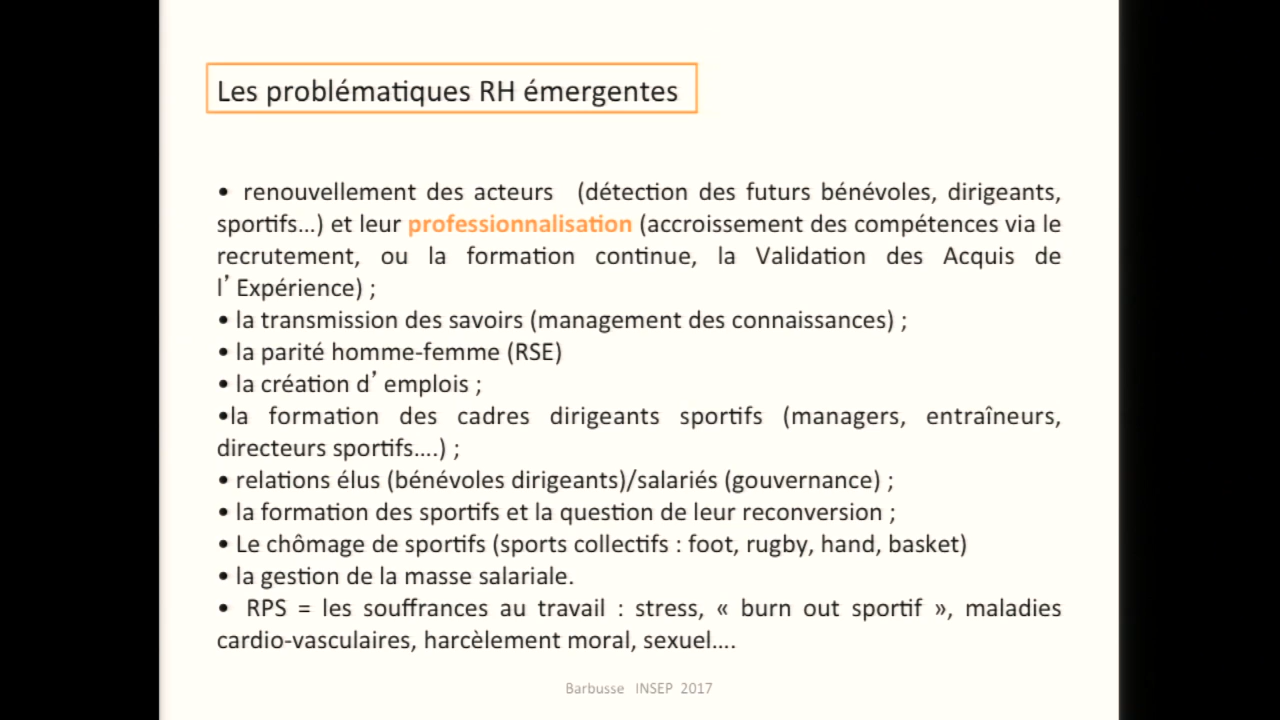 Les problématiques RH émergentes
• renouvellement des acteurs (détection des futurs bénévoles, dirigeants,
sportifs...) et leur professionnalisation (accroissement des compétences via le
recrutement, ou la formation continue, la Validation des Acquis de
l’Expérience) ;
• la transmission des savoirs (management des connaissances) ;
• la parité homme-femme (RSE)
• la création d’emplois ;
•la formation des cadres dirigeants sportifs (managers, entraîneurs,
directeurs sportifs....) ;
• relations élus (bénévoles dirigeants)/salariés (gouvernance) ;
• la formation des sportifs et la question de leur reconversion ;
• Le chômage de sportifs (sports collectifs : foot, rugby, hand, basket)
• la gestion de la masse salariale.
• RPS = les souffrances au travail : stress, « burn out sportif », maladies
cardio-vasculaires, harcèlement moral, sexuel....
Barbusse INSEP 2017